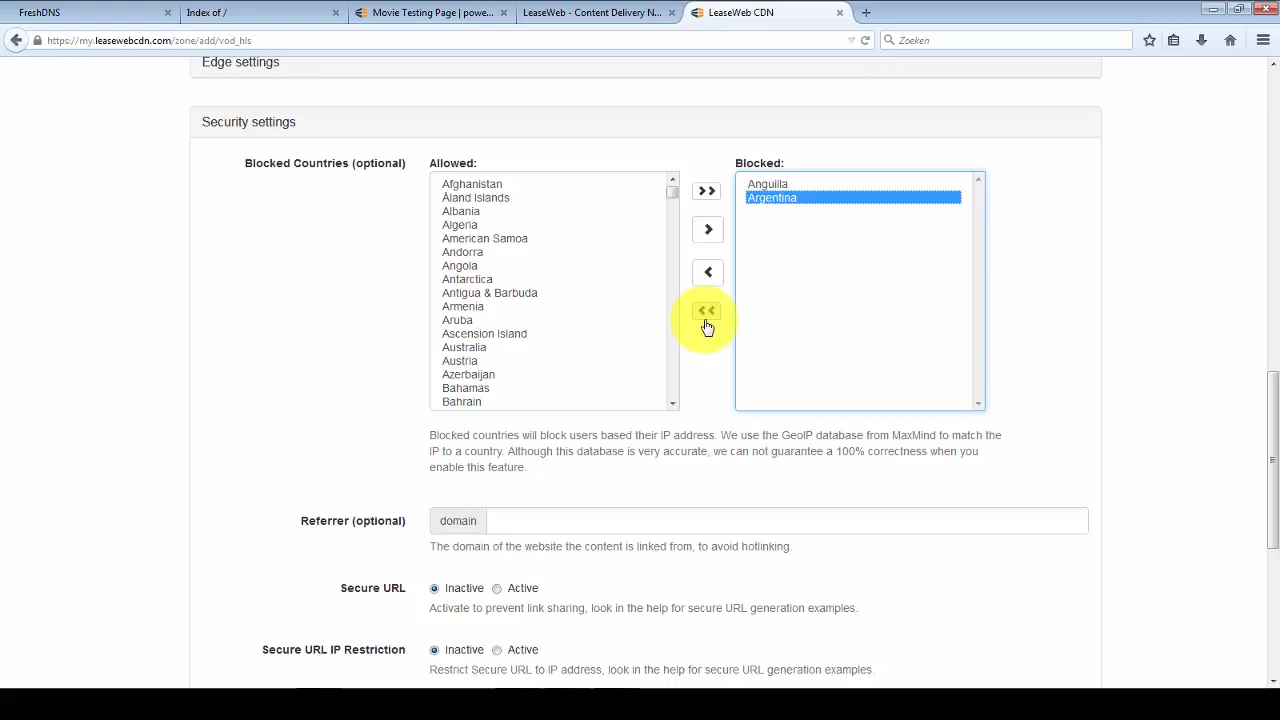 FreshDNS
Index of /
Movie Testing Page | powe...
LeaseWeb - Content Delivery N...
LeaseWeb CDN
https://my.leasewebcdn.com/zone/add/vod_hls
Zoeken
Edge settings
Security settings
Blocked Countries (optional)
Allowed:
Blocked:
Afghanistan
Åland Islands
Albania
Algeria
American Samoa
Andorra
Angola
Antarctica
Antigua & Barbuda
Armenia
Aruba
Ascension Island
Australia
Austria
Azerbaijan
Bahamas
Bahrain
Anguilla
Argentina
Blocked countries will block users based their IP address. We use the GeoIP database from MaxMind to match the
IP to a country. Although this database is very accurate, we can not guarantee a 100% correctness when you
enable this feature.
Referrer (optional)
domain
The domain of the website the content is linked from, to avoid hotlinking.
Secure URL
Inactive
Active
Activate to prevent link sharing, look in the help for secure URL generation examples.
Secure URL IP Restriction
Inactive
Active
Restrict Secure URL to IP address, look in the help for secure URL generation examples.